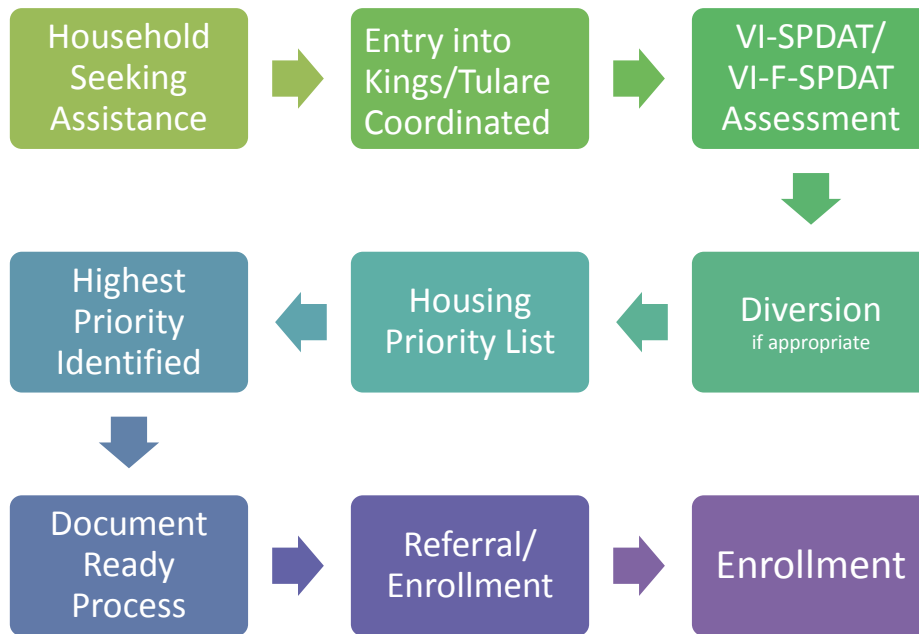 Household
Seeking
Assistance
Entry into
Kings/Tulare
Coordinated
VI-SPDAT/
VI-F-SPDAT
Assessment
Diversion
if appropriate
Housing
Priority List
Highest
Priority
Identified
Document
Ready
Process
Referral/
Enrollment
Enrollment